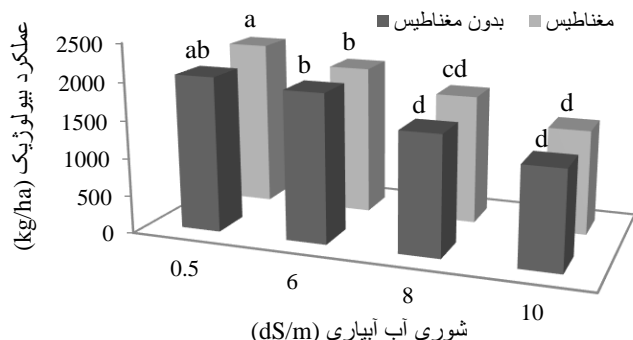 مغناطیس بدون مغناطیس
عملکرد بیولوژیک (kg/ha)
2500
2000
1500
1000
500
0
ab a b b d cd d d
0.5 6 8 10
شوری آب آبیاری (dS/m)